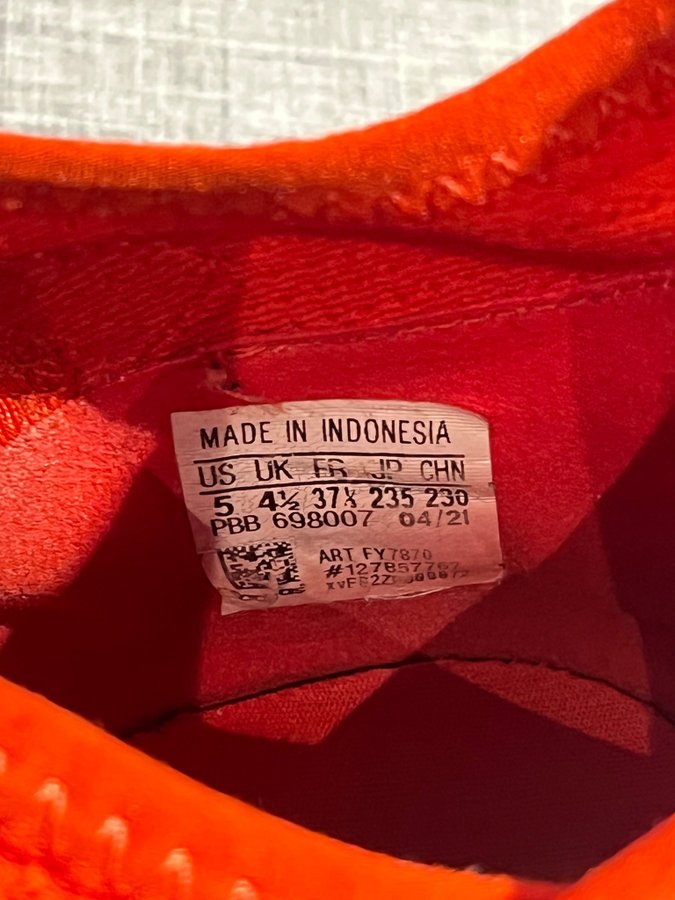 MADE IN INDONESIA
US UK FR JP CHN
5 4½ 37⅓ 235 230
PBB 698007 04/21
ART FY7870